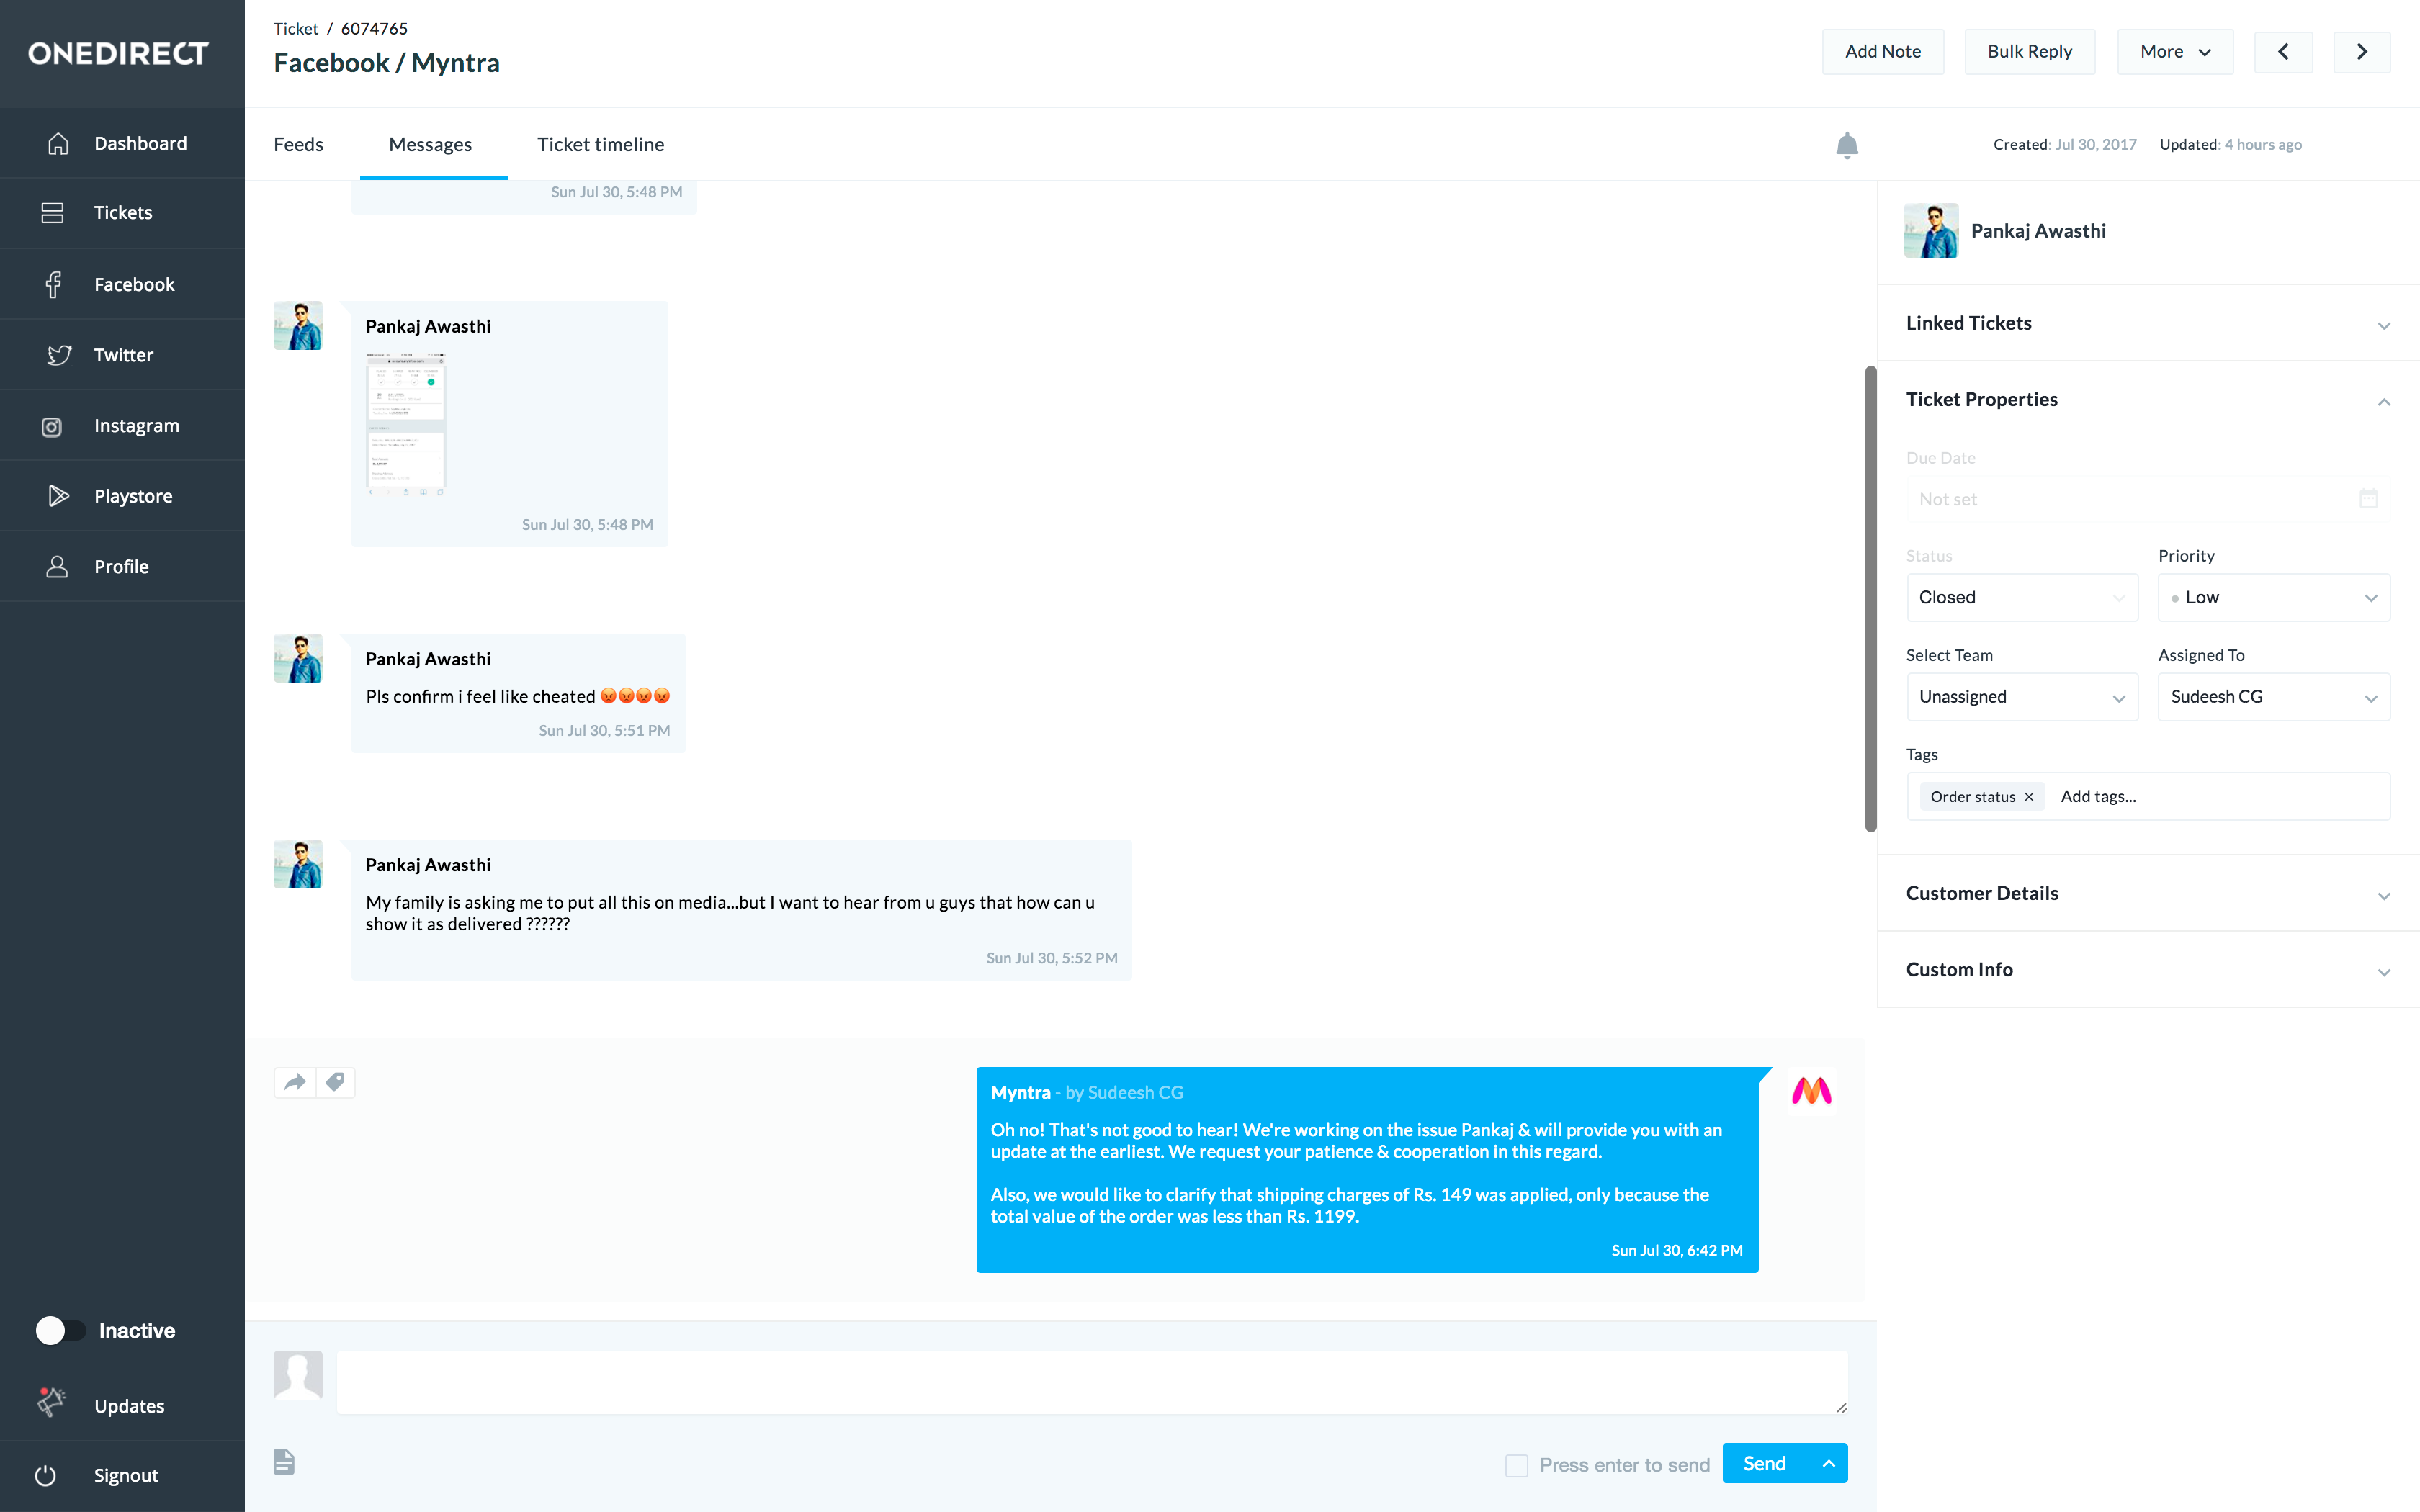 ONEDIRECT
Dashboard
Tickets
Facebook
Twitter
Instagram
Playstore
Profile
Inactive
Updates
Signout
Ticket / 6074765
Facebook / Myntra
Add Note
Bulk Reply
More
Feeds
Messages
Ticket timeline
Created: Jul 30, 2017
Updated: 4 hours ago
Sun Jul 30, 5:48 PM
Pankaj Awasthi
Sun Jul 30, 5:48 PM
Pankaj Awasthi
Pls confirm i feel like cheated 😡😡😡😡
Sun Jul 30, 5:51 PM
Pankaj Awasthi
My family is asking me to put all this on media...but I want to hear from u guys that how can u
show it as delivered ??????
Sun Jul 30, 5:52 PM
Myntra - by Sudeesh CG
Oh no! That's not good to hear! We're working on the issue Pankaj & will provide you with an
update at the earliest. We request your patience & cooperation in this regard.
Also, we would like to clarify that shipping charges of Rs. 149 was applied, only because the
total value of the order was less than Rs. 1199.
Sun Jul 30, 6:42 PM
Press enter to send
Send
Pankaj Awasthi
Linked Tickets
Ticket Properties
Due Date
Not set
Status
Priority
Closed
Low
Select Team
Assigned To
Unassigned
Sudeesh CG
Tags
Order status ×
Add tags...
Customer Details
Custom Info